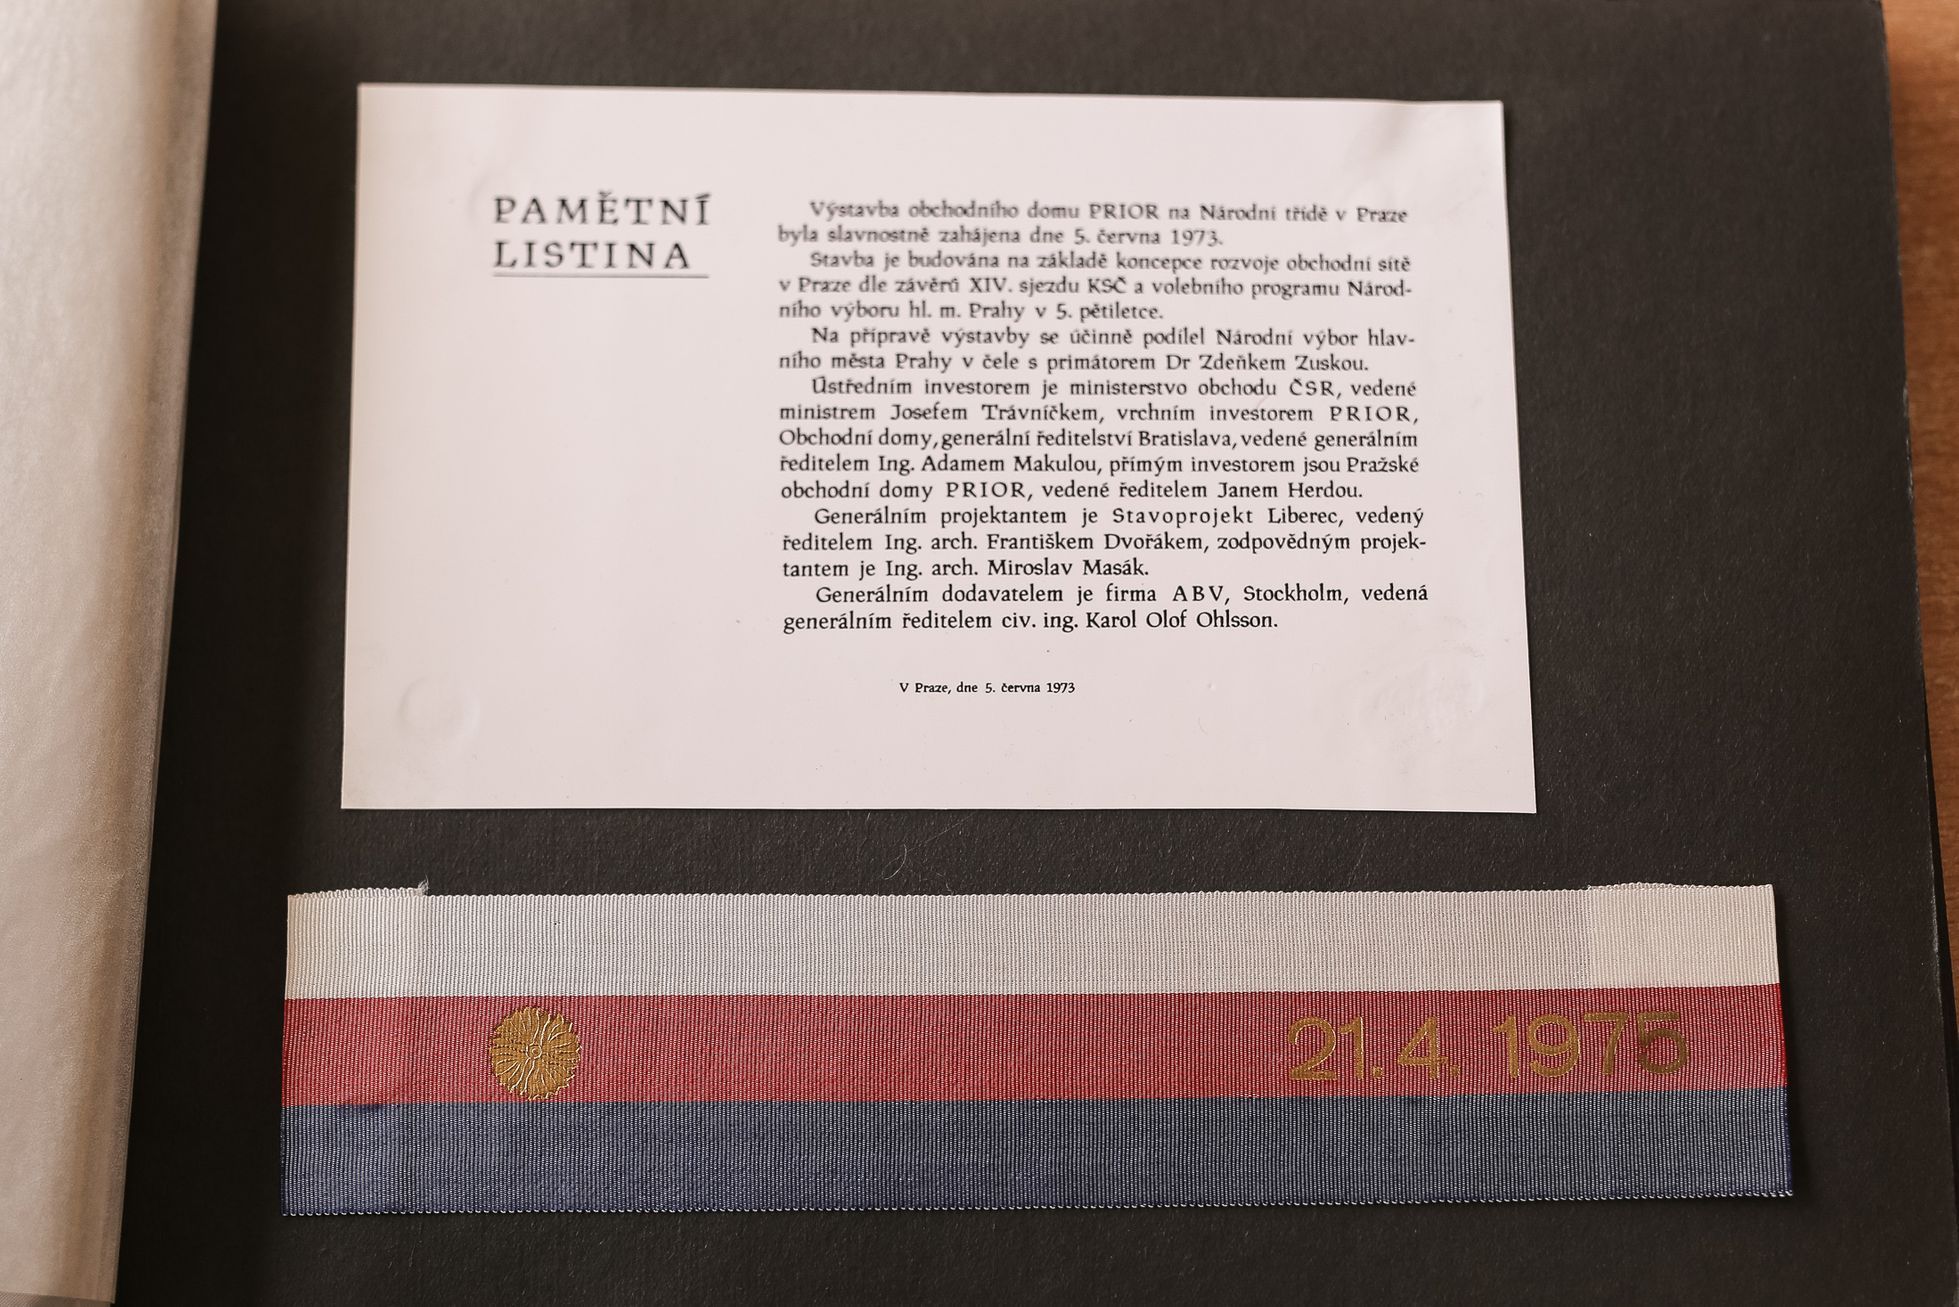 PAMĚTNÍ
LISTINA
Výstavba obchodního domu PRIOR na Národní třídě v Praze
byla slavnostně zahájena dne 5. června 1973.
Stavba je budována na základě koncepce rozvoje obchodní sítě
v Praze dle závěrů XIV. sjezdu KSČ a volebního programu Národ-
ního výboru hl. m. Prahy v 5. pětiletce.
Na přípravě výstavby se účinně podílel Národní výbor hlav-
ního města Prahy v čele s primátorem Dr Zdeňkem Zuskou.
Ústředním investorem je ministerstvo obchodu ČSR, vedené
ministrem Josefem Trávníčkem, vrchním investorem PRIOR,
Obchodní domy, generální ředitelství Bratislava, vedené generálním
ředitelem Ing. Adamem Makulou, přímým investorem jsou Pražské
obchodní domy PRIOR, vedené ředitelem Janem Herdou.
Generálním projektantem je Stavoprojekt Liberec, vedený
ředitelem Ing. arch. Františkem Dvořákem, zodpovědným projek-
tantem je Ing. arch. Miroslav Masák.
Generálním dodavatelem je firma ABV, Stockholm, vedená
generálním ředitelem civ. ing. Karol Olof Ohlsson.
V Praze, dne 5. června 1973
21.4. 1975